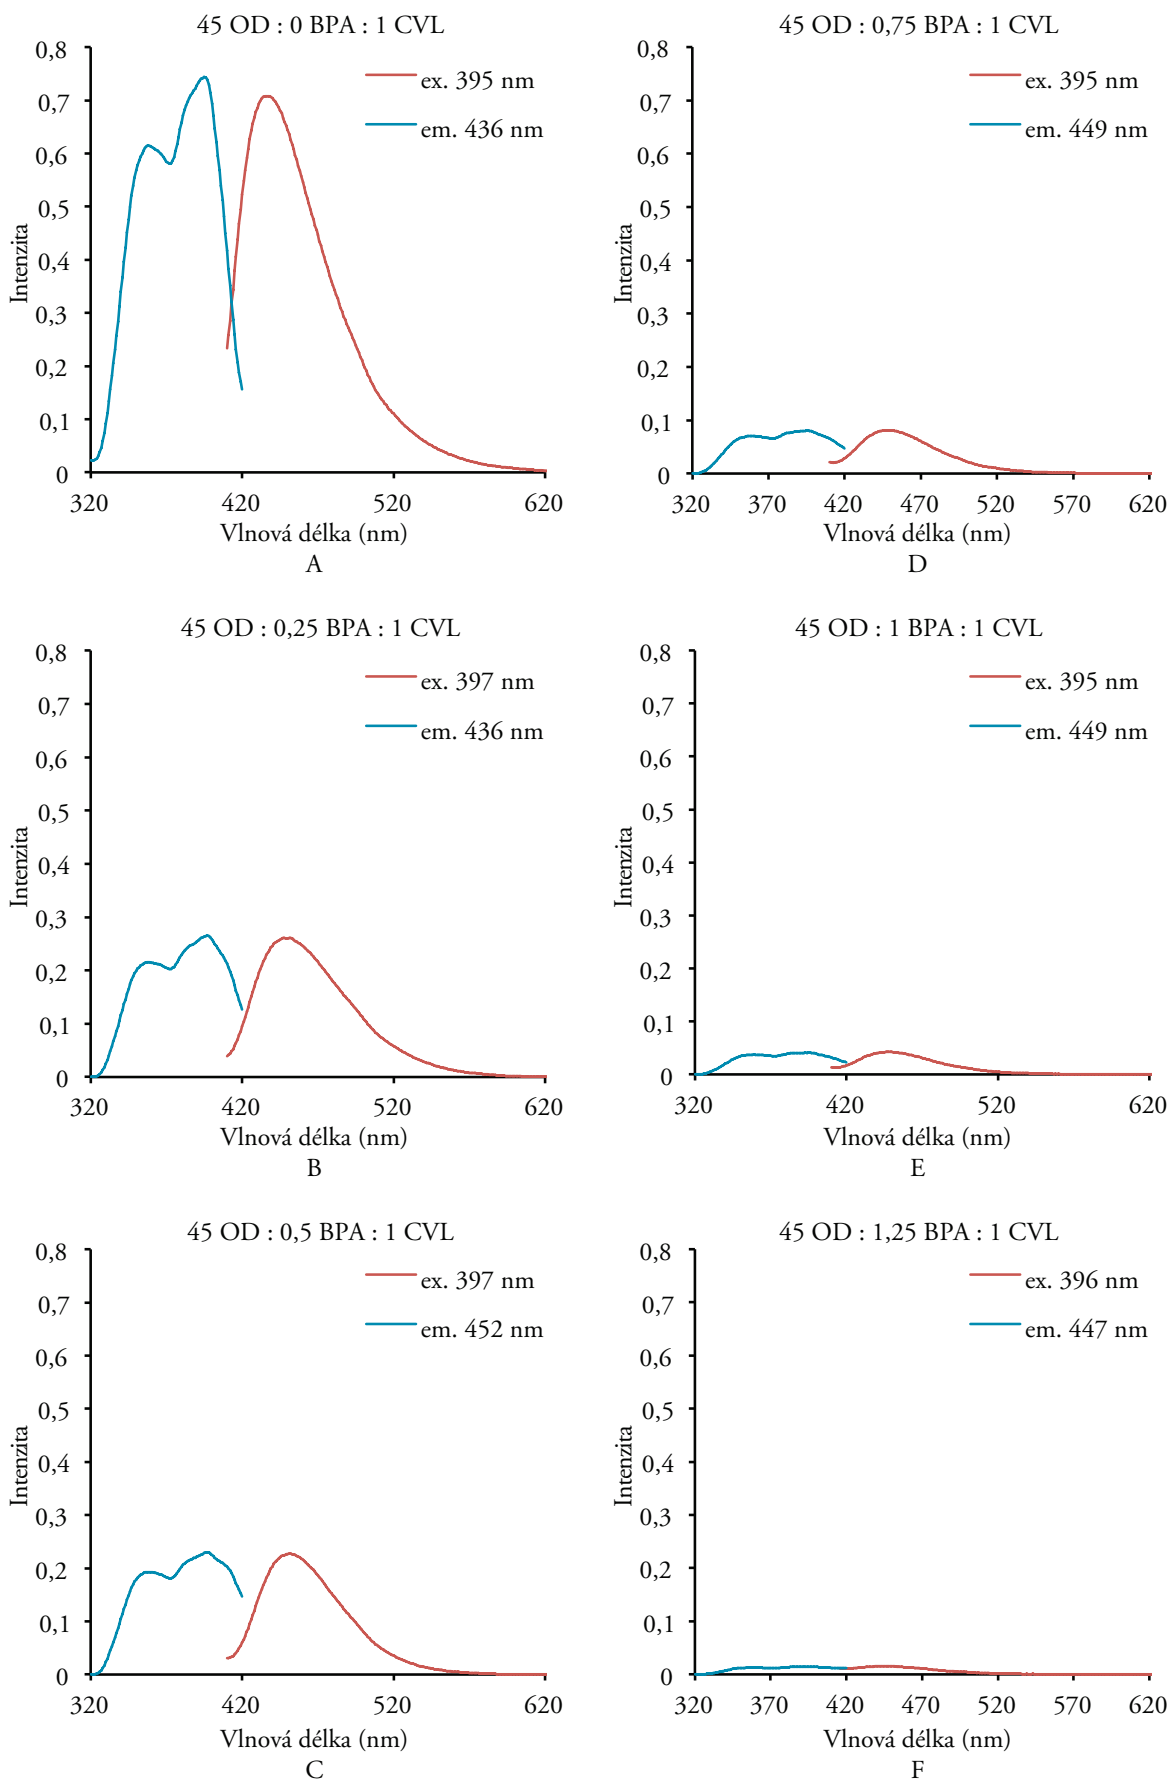 45 OD : 0 BPA : 1 CVL
0,8
0,7
0,6
0,5
0,4
0,3
0,2
0,1
0
Intenzita
ex. 395 nm
em. 436 nm
320 420 520 620
Vlnová délka (nm)
A
45 OD : 0,75 BPA : 1 CVL
0,8
0,7
0,6
0,5
0,4
0,3
0,2
0,1
0
Intenzita
ex. 395 nm
em. 449 nm
320 370 420 470 520 570 620
Vlnová délka (nm)
D
45 OD : 0,25 BPA : 1 CVL
0,8
0,7
0,6
0,5
0,4
0,3
0,2
0,1
0
Intenzita
ex. 397 nm
em. 436 nm
320 420 520 620
Vlnová délka (nm)
B
45 OD : 1 BPA : 1 CVL
0,8
0,7
0,6
0,5
0,4
0,3
0,2
0,1
0
Intenzita
ex. 395 nm
em. 449 nm
320 420 520 620
Vlnová délka (nm)
E
45 OD : 0,5 BPA : 1 CVL
0,8
0,7
0,6
0,5
0,4
0,3
0,2
0,1
0
Intenzita
ex. 397 nm
em. 452 nm
320 420 520 620
Vlnová délka (nm)
C
45 OD : 1,25 BPA : 1 CVL
0,8
0,7
0,6
0,5
0,4
0,3
0,2
0,1
0
Intenzita
ex. 396 nm
em. 447 nm
320 370 420 470 520 570 620
Vlnová délka (nm)
F